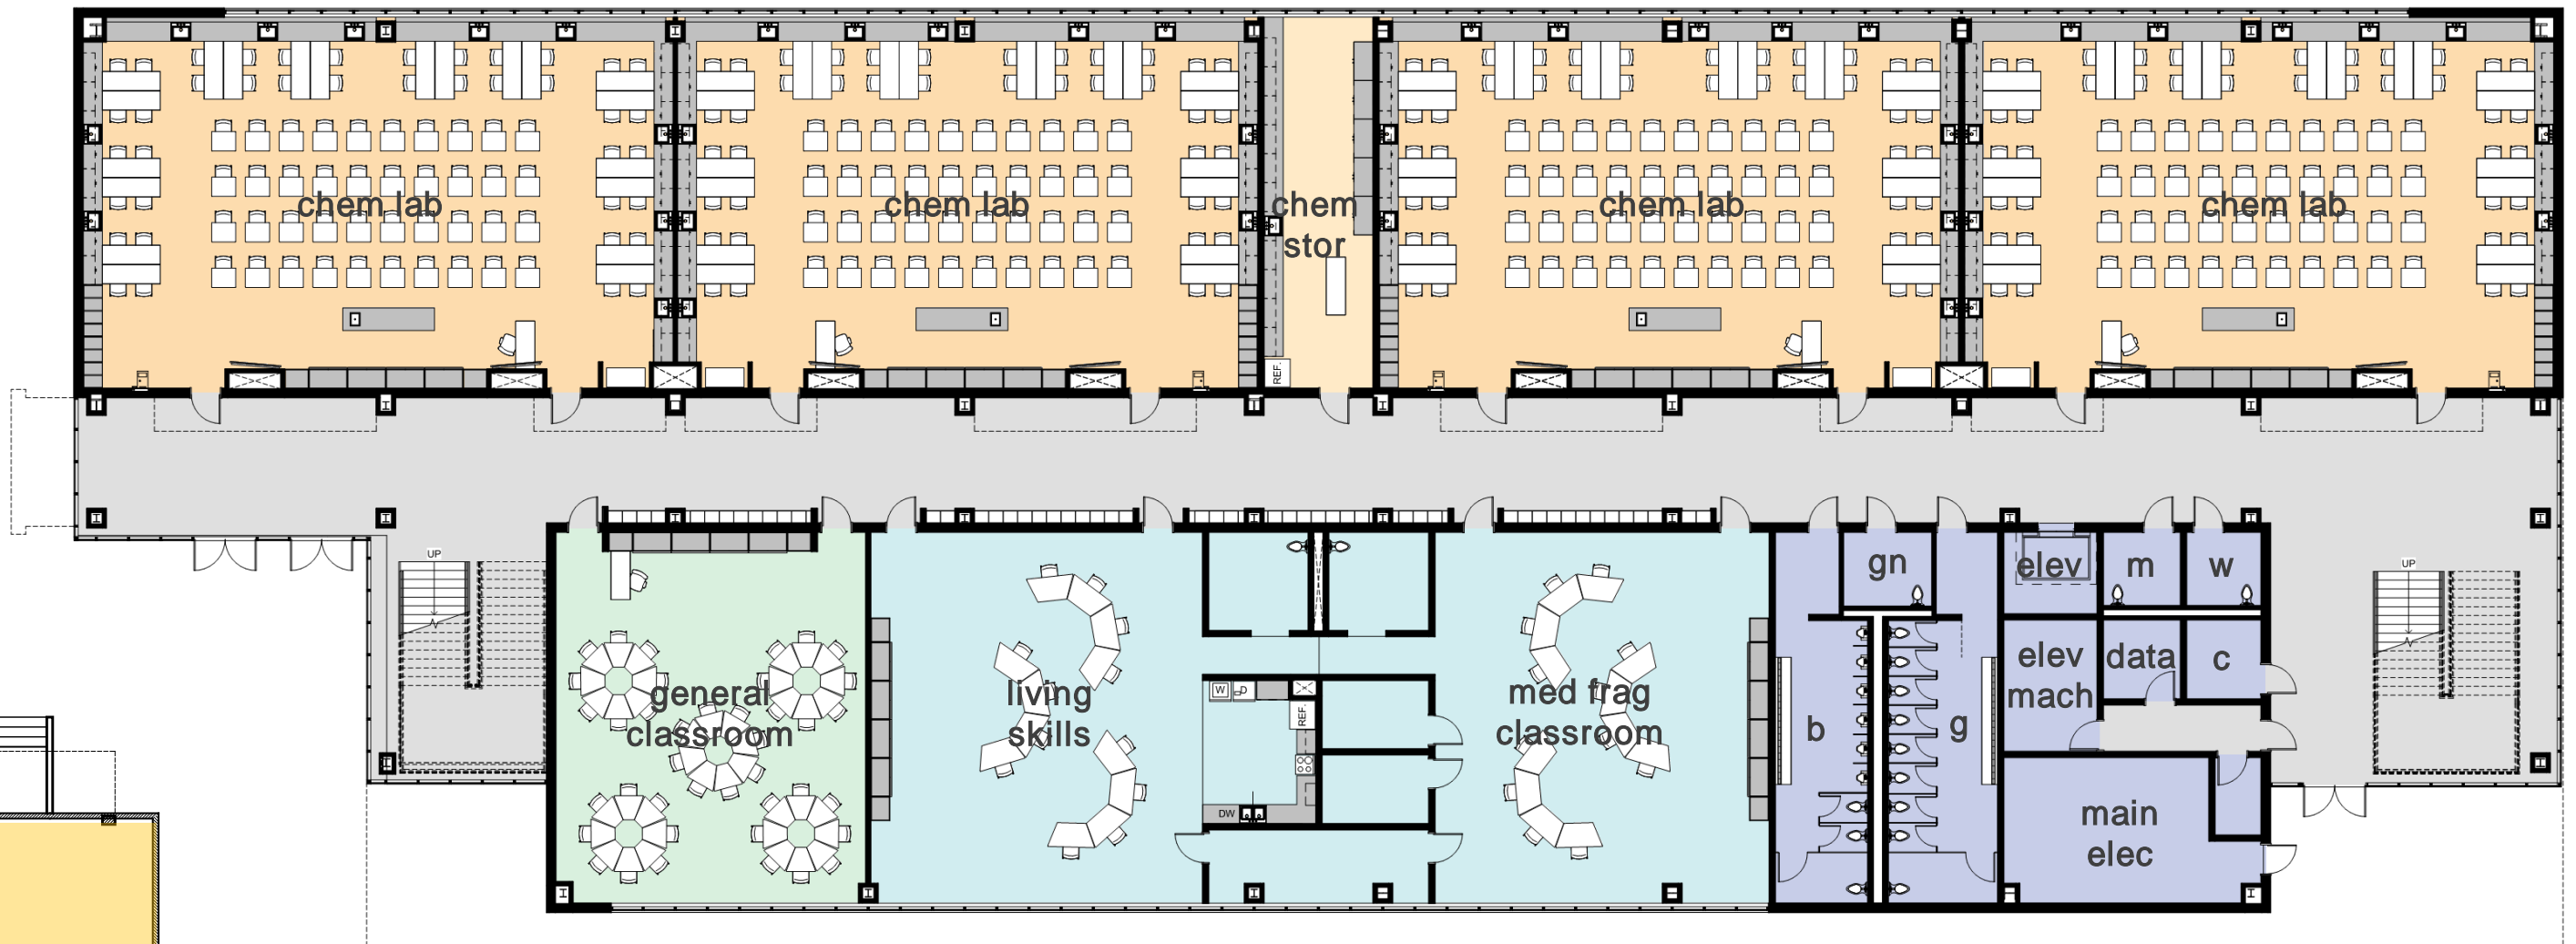 chem lab
chem lab
chem
stor
chem lab
chem lab
REF.
UP
UP
gn
elev
m
w
elev
mach
data
c
general
classroom
living
skills
W
D
REF.
DW
med frag
classroom
b
g
main
elec